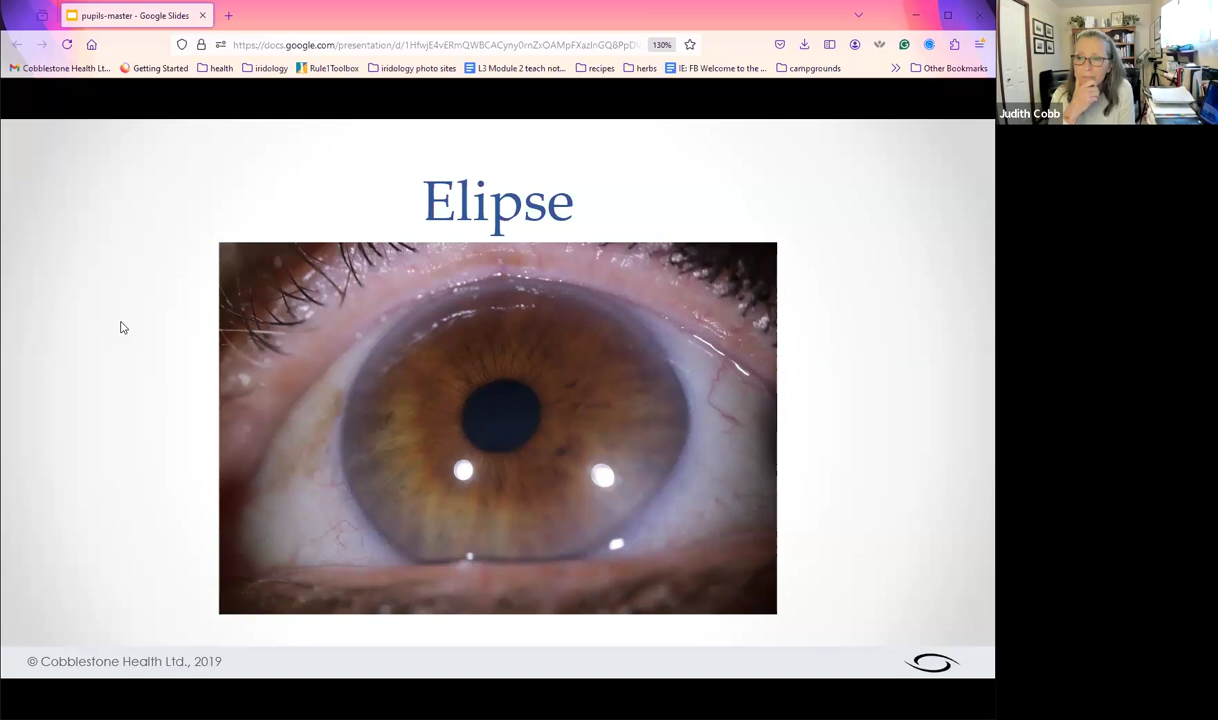 pupils-master - Google Slides
https://docs.google.com/presentation/d/1HfwjE4vERmQWBCACyny0rnZxOAMpFXazlnGQ8PpD
130%
Cobblestone Health Lt...
Getting Started
health
iridology
Rule1Toolbox
iridology photo sites
L3 Module 2 teach not...
recipes
herbs
IE: FB Welcome to the ...
campgrounds
Other Bookmarks
Judith Cobb
Elipse
© Cobblestone Health Ltd., 2019